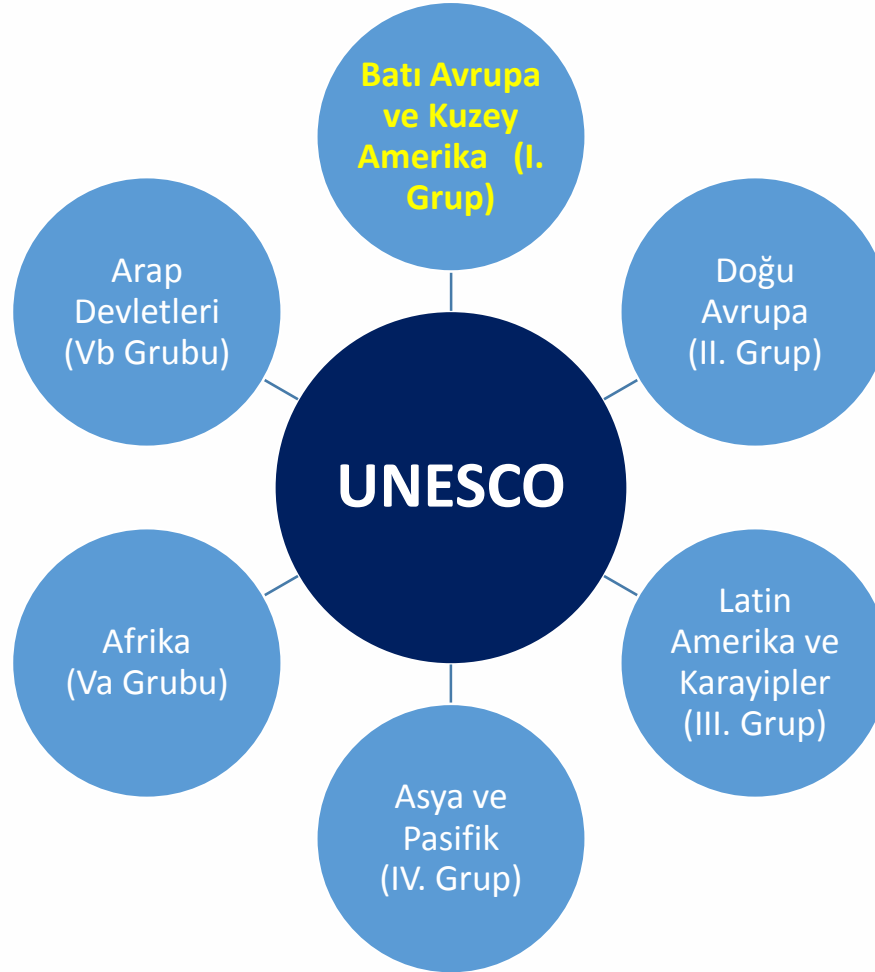 Batı Avrupa
ve Kuzey
Amerika (I.
Grup)
Arap
Devletleri
(Vb Grubu)
Doğu
Avrupa
(II. Grup)
UNESCO
Afrika
(Va Grubu)
Latin
Amerika ve
Karayipler
(III. Grup)
Asya ve
Pasifik
(IV. Grup)